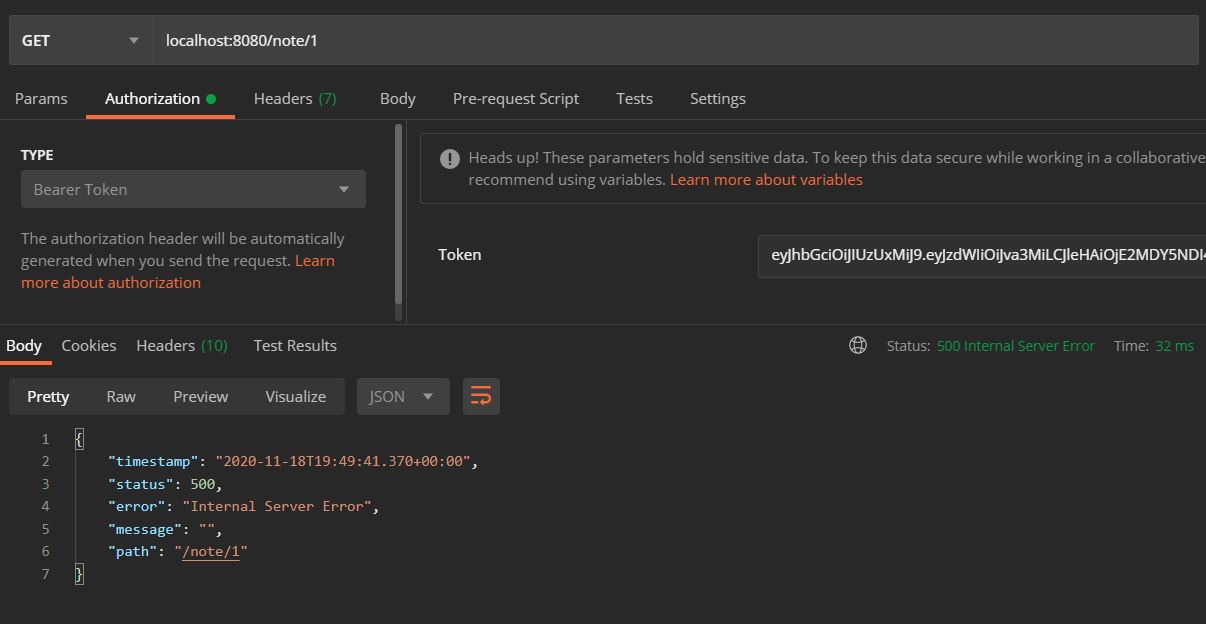 GET localhost:8080/note/1
Params Authorization Headers (7) Body Pre-request Script Tests Settings
TYPE
Bearer Token
The authorization header will be automatically
generated when you send the request. Learn
more about authorization
Heads up! These parameters hold sensitive data. To keep this data secure while working in a collaborative
recommend using variables. Learn more about variables
Token
Body Cookies Headers (10) Test Results Status: 500 Internal Server Error Time: 32 ms
Pretty Raw Preview Visualize JSON
1 {
2 "timestamp": "2020-11-18T19:49:41.370+00:00",
3 "status": 500,
4 "error": "Internal Server Error",
5 "message": "",
6 "path": "/note/1"
7 }